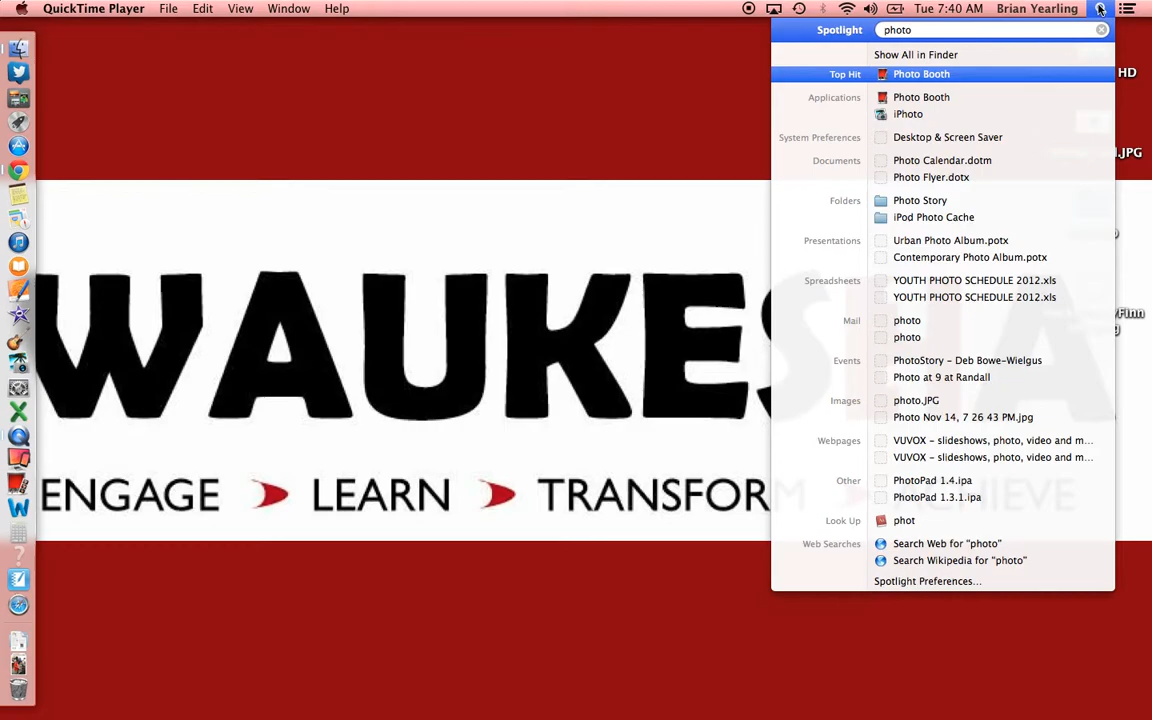 QuickTime Player File Edit View Window Help Tue 7:40 AM Brian Yearling
Spotlight photo
Show All in Finder
Top Hit Photo Booth
Applications Photo Booth
iPhoto
System Preferences Desktop & Screen Saver
Documents Photo Calendar.dotm
Photo Flyer.dotx
Folders Photo Story
iPod Photo Cache
Presentations Urban Photo Album.potx
Contemporary Photo Album.potx
Spreadsheets YOUTH PHOTO SCHEDULE 2012.xls
YOUTH PHOTO SCHEDULE 2012.xls
Mail photo
photo
Events PhotoStory - Deb Bowe-Wielgus
Photo at 9 at Randall
Images photo.JPG
Photo Nov 14, 7 26 43 PM.jpg
Webpages VUVOX - slideshows, photo, video and m...
VUVOX - slideshows, photo, video and m...
Other PhotoPad 1.4.ipa
PhotoPad 1.3.1.ipa
Look Up phot
Web Searches Search Web for "photo"
Search Wikipedia for "photo"
Spotlight Preferences...
HD
.JPG
WAUKESHA
ENGAGE LEARN TRANSFORM ACHIEVE